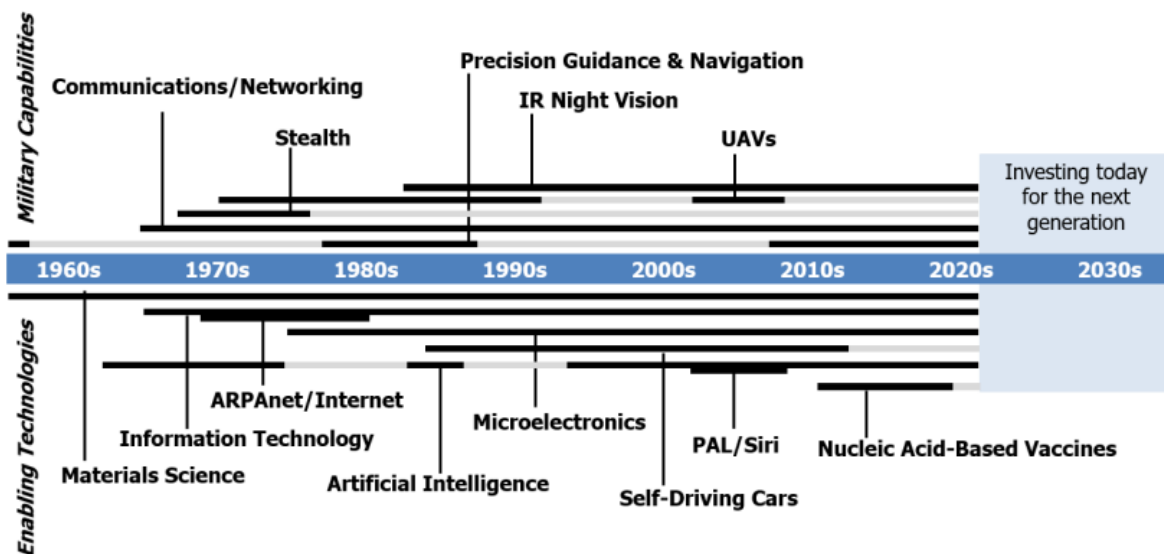 Military Capabilities
Precision Guidance & Navigation
Communications/Networking
IR Night Vision
Stealth
UAVs
Investing today
for the next
generation
1960s
1970s
1980s
1990s
2000s
2010s
2020s
2030s
Enabling Technologies
ARPAnet/Internet
Microelectronics
Information Technology
PAL/Siri
Nucleic Acid-Based Vaccines
Materials Science
Artificial Intelligence
Self-Driving Cars